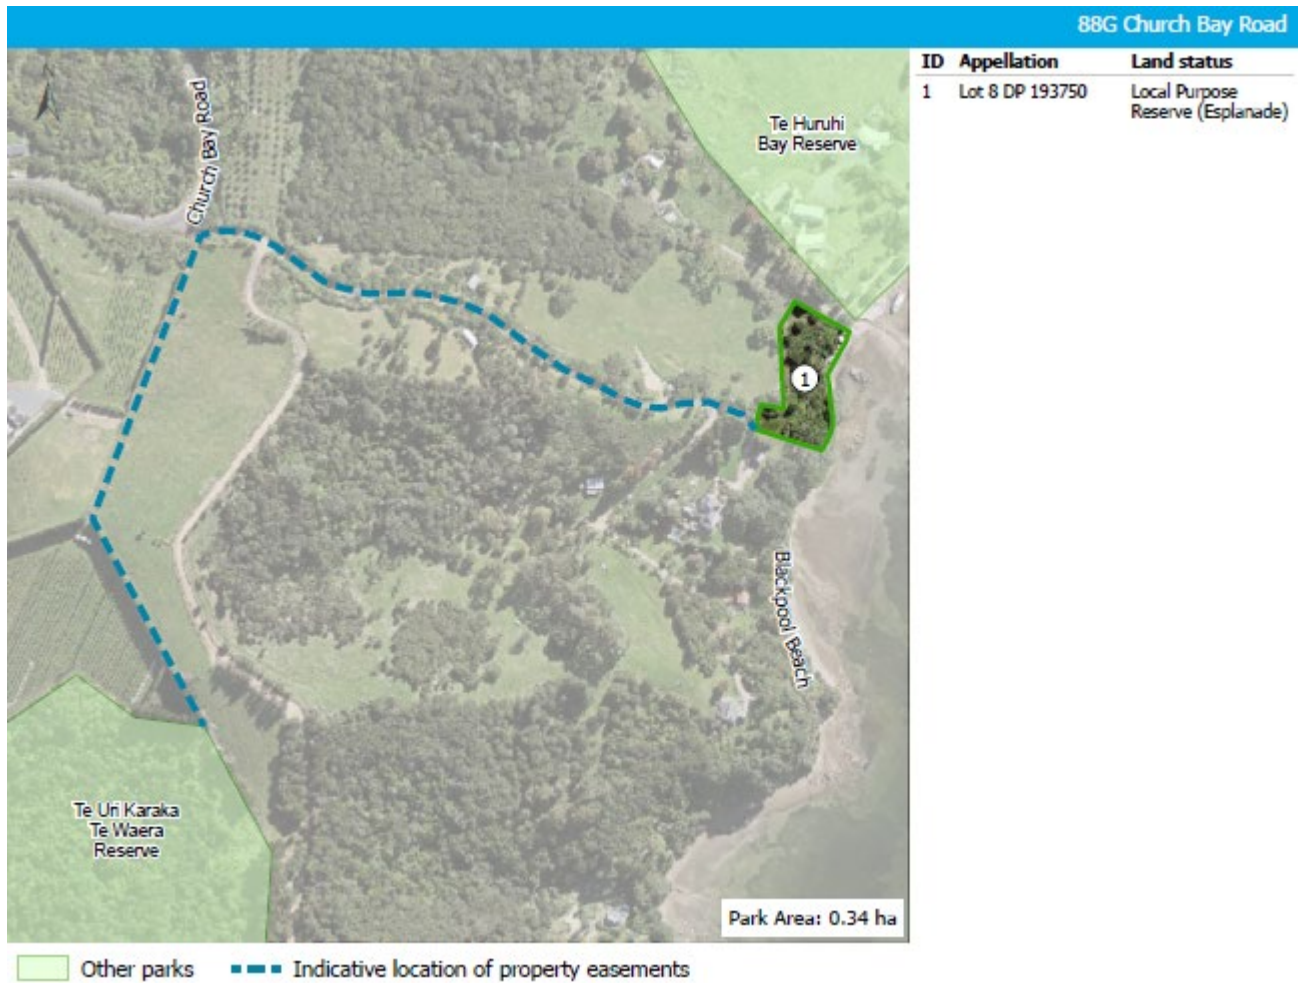 88G Church Bay Road
ID Appellation Land status
1 Lot 8 DP 193750 Local Purpose
Reserve (Esplanade)
Church Bay Road
Te Huruhi
Bay Reserve
1
Blackpool Beach
Te Uri Karaka
Te Waera
Reserve
Park Area: 0.34 ha
Other parks
Indicative location of property easements